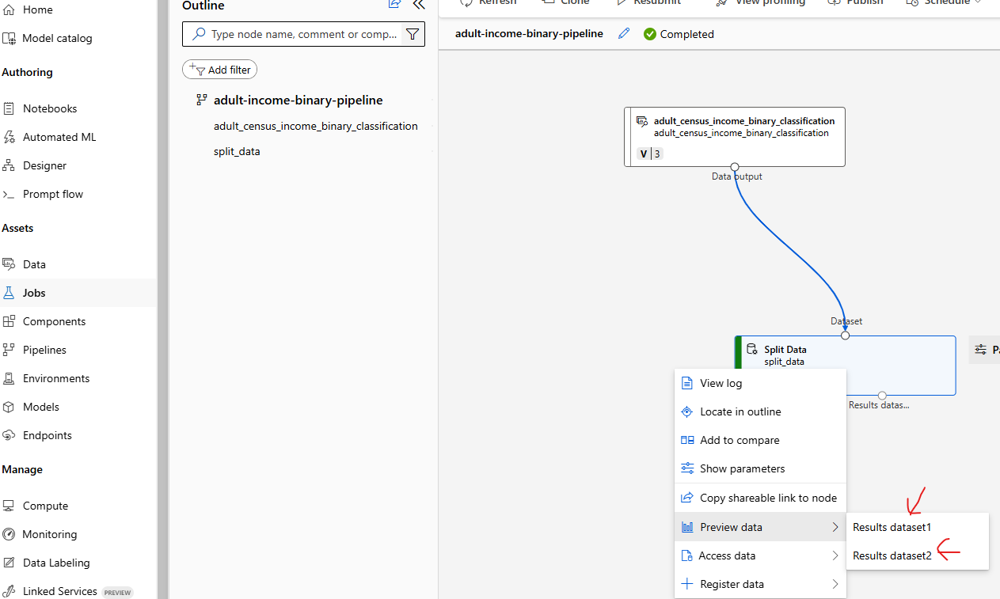 Home
Model catalog
Authoring
Notebooks
Automated ML
Designer
Prompt flow
Assets
Data
Jobs
Components
Pipelines
Environments
Models
Endpoints
Manage
Compute
Monitoring
Data Labeling
Linked Services PREVIEW
Outline
Type node name, comment or comp...
Add filter
adult-income-binary-pipeline
adult_census_income_binary_classification
split_data
Refresh Clone Resubmit View profiling Publish Schedule
adult-income-binary-pipeline Completed
adult_census_income_binary_classification
adult_census_income_binary_classification
V 3
Data output
Dataset
Split Data
split_data
Results datas...
View log
Locate in outline
Add to compare
Show parameters
Copy shareable link to node
Preview data
Access data
Register data
Results dataset1
Results dataset2